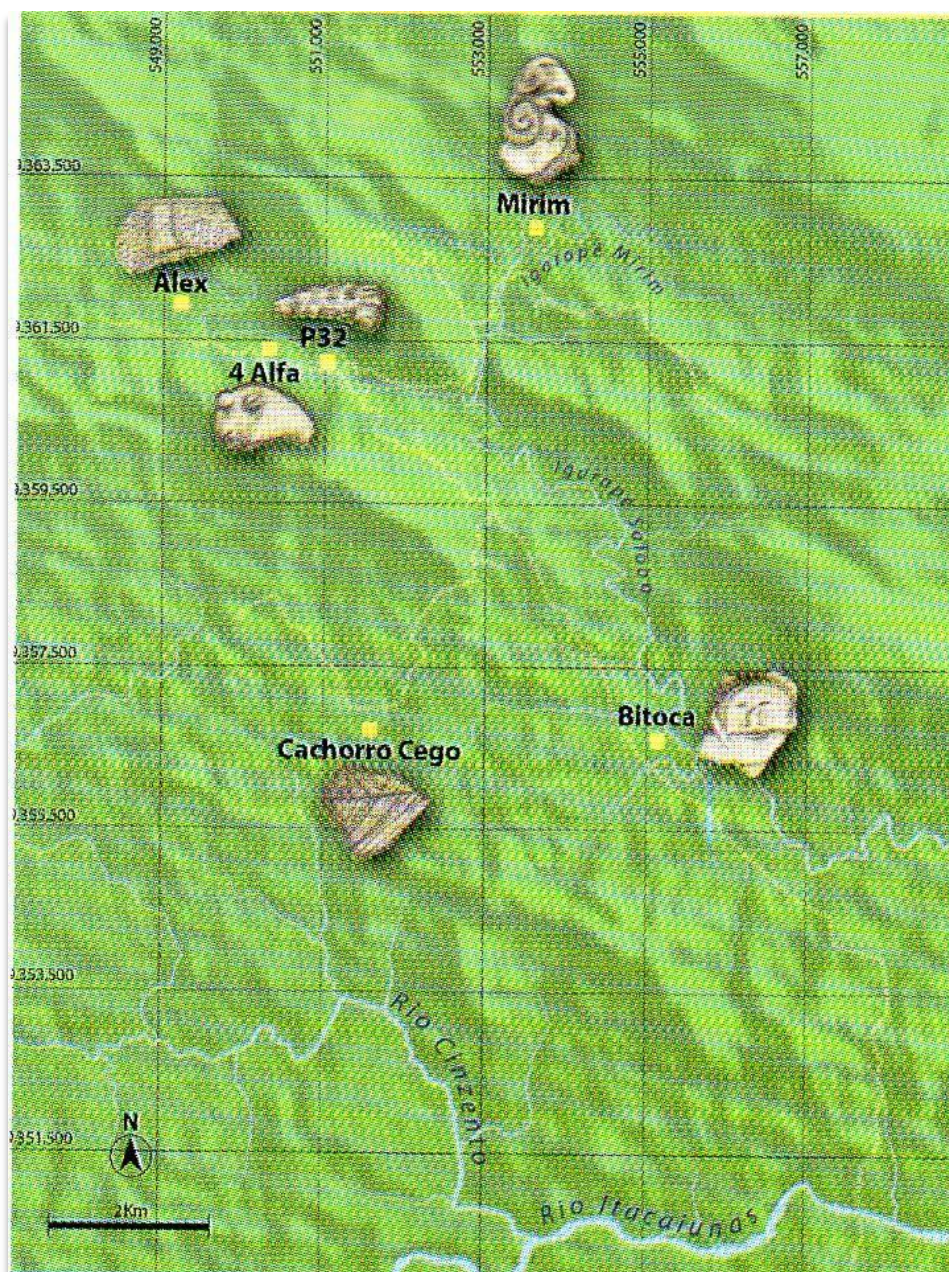 549.000
551.000
553.000
555.000
557.000
9.363.500
Mirim
Igarapé Mirim
Alex
P32
9.361.500
4 Alfa
9.359.500
Igarapé Salobo
9.357.500
Bitoca
Cachorro Cego
9.355.500
9.353.500
Rio Cinzento
N
9.351.500
2Km
Rio Itacaiunas